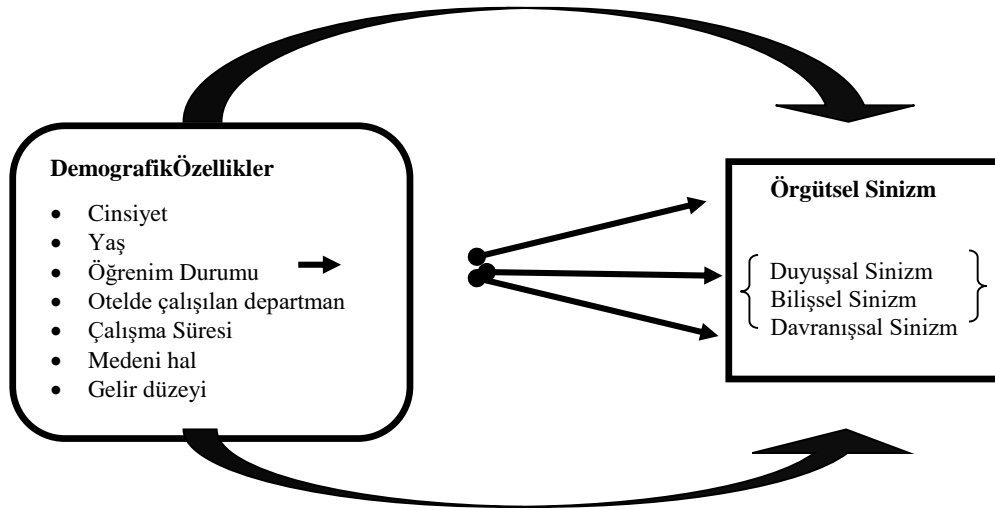 DemografikÖzellikler
• Cinsiyet
• Yaş
• Öğrenim Durumu
• Otelde çalışılan departman
• Çalışma Süresi
• Medeni hal
• Gelir düzeyi
Örgütsel Sinizm
Duyuşsal Sinizm
Bilişsel Sinizm
Davranışsal Sinizm